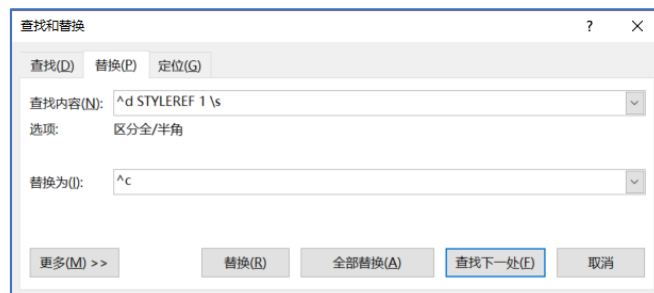 查找和替换 ? ×
查找(D) 替换(P) 定位(G)
查找内容(N): ^d STYLEREF 1 \s
选项: 区分全/半角
替换为(I): ^c
更多(M) >> 替换(R) 全部替换(A) 查找下一处(F) 取消